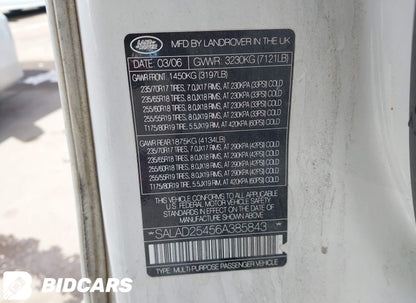 LAND ROVER
MFD BY LANDROVER IN THE UK
DATE: 03/06 GVWR: 3230KG (7121LB)
GAWR FRONT 1450KG (3197LB)
235/70R17 TIRES, 7.0JX17 RIMS, AT 230KPA (33PSI) COLD
235/65R18 TIRES, 8.0JX18 RIMS, AT 230KPA (33PSI) COLD
255/60R18 TIRES, 8.0JX18 RIMS, AT 230KPA (33PSI) COLD
255/55R19 TIRES, 8.0JX19 RIMS, AT 230KPA (33PSI) COLD
T175/80R19 TIRES, 5.5JX19 RIMS, AT 420KPA (60PSI) COLD
GAWR REAR 1875KG (4134LB)
235/70R17 TIRES, 7.0JX17 RIMS, AT 290KPA (42PSI) COLD
235/65R18 TIRES, 8.0JX18 RIMS, AT 290KPA (42PSI) COLD
255/60R18 TIRES, 8.0JX18 RIMS, AT 290KPA (42PSI) COLD
255/55R19 TIRES, 8.0JX19 RIMS, AT 290KPA (42PSI) COLD
T175/80R19 TIRES, 5.5JX19 RIMS, AT 420KPA (60PSI) COLD
THIS VEHICLE CONFORMS TO ALL
APPLICABLE FEDERAL MOTOR VEHICLE
SAFETY STANDARDS IN EFFECT ON THE
DATE OF MANUFACTURE SHOWN ABOVE
SALAD25456A385843
TYPE: MULTI-PURPOSE PASSENGER VEHICLE
BIDCARS